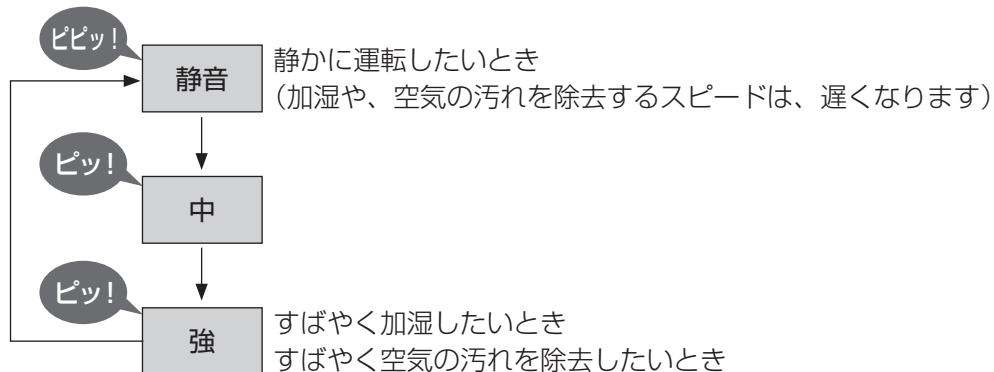 ピピッ!
静音
静かに運転したいとき
(加湿や、空気の汚れを除去するスピードは、遅くなります)
ピッ!
中
ピッ!
強
すばやく加湿したいとき
すばやく空気の汚れを除去したいとき